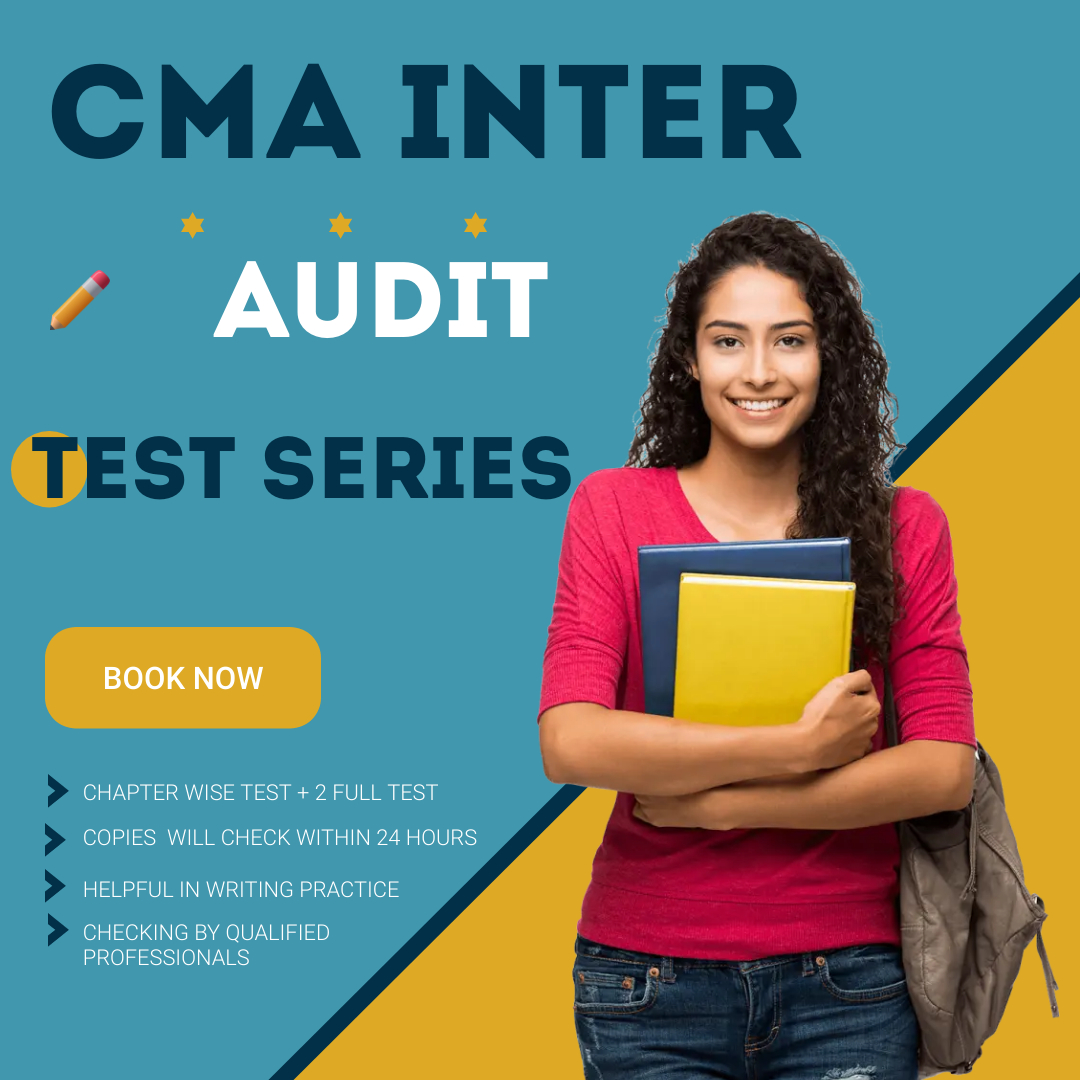 CMA INTER
AUDIT
TEST SERIES
BOOK NOW
CHAPTER WISE TEST + 2 FULL TEST
COPIES  WILL CHECK WITHIN 24 HOURS
HELPFUL IN WRITING PRACTICE
CHECKING BY QUALIFIED
PROFESSIONALS